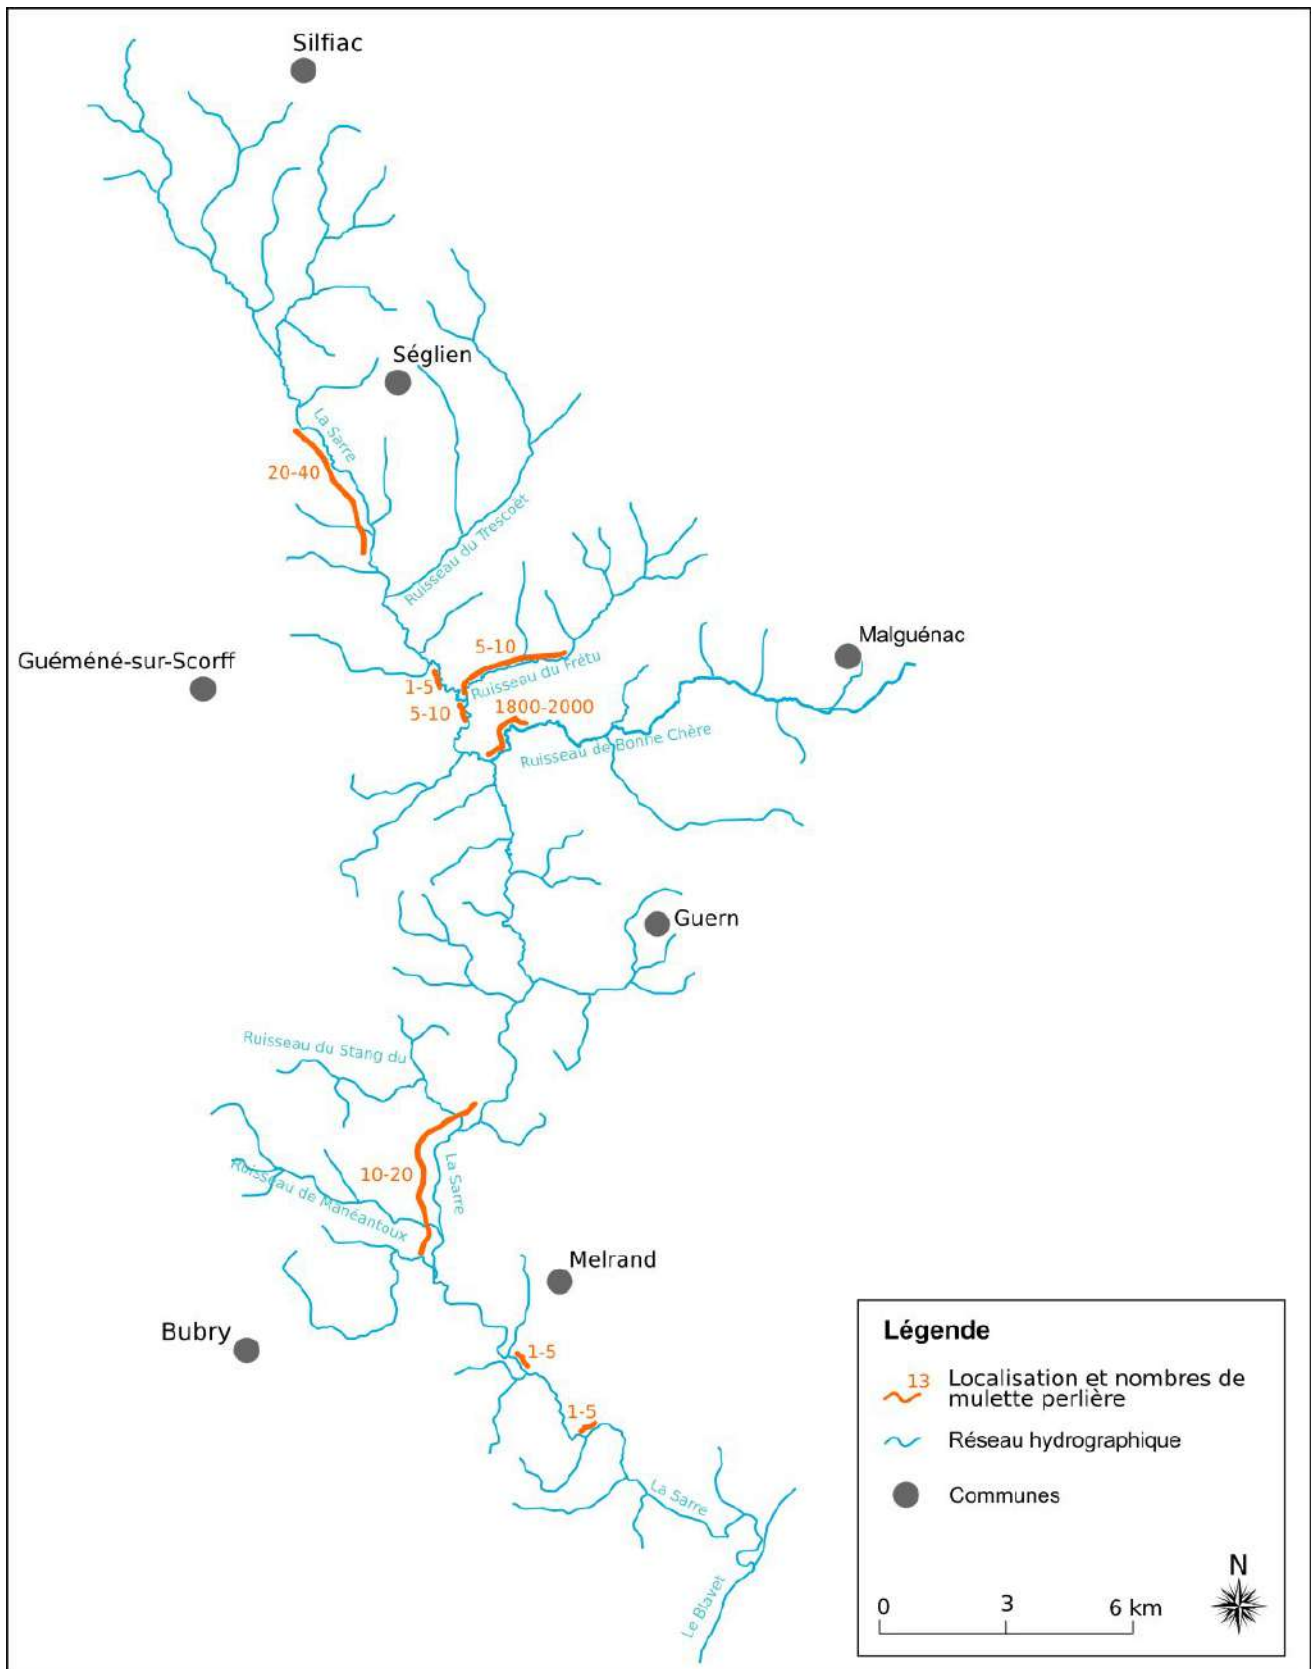 Silfiac
Séglien
La Sarre
20-40
Ruisseau du Trescoët
Malguénac
5-10
Guéméné-sur-Scorff
Ruisseau du Frétu
1-5
5-10
1800-2000
Ruisseau de Bonne Chère
Guern
Ruisseau du Stang du
10-20
La Sarre
Ruisseau de Manéantoux
Melrand
Bubry
1-5
1-5
La Sarre
Le Blavet
Légende
13
Localisation et nombres de
mulette perlière
Réseau hydrographique
Communes
N
0 3 6 km